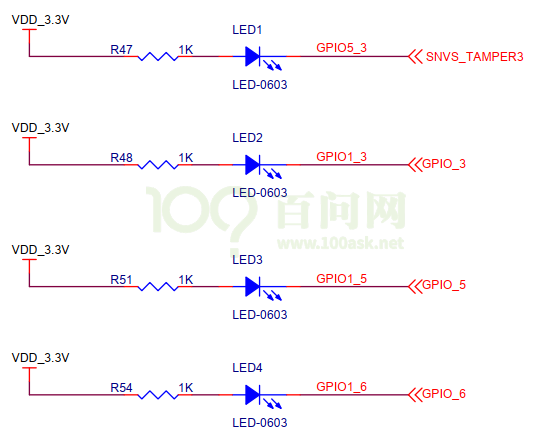 VDD_3.3V
LED1
R47 1K GPIO5_3 SNVS_TAMPER3
LED-0603
VDD_3.3V
LED2
R48 1K GPIO1_3 GPIO_3
LED-0603
100? 百问网
www.100ask.net
VDD_3.3V
LED3
R51 1K GPIO1_5 GPIO_5
LED-0603
VDD_3.3V
LED4
R54 1K GPIO1_6 GPIO_6
LED-0603